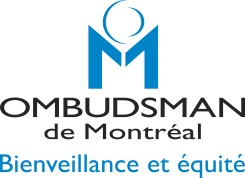 OMBUDSMAN
de Montréal
Bienveillance et équité